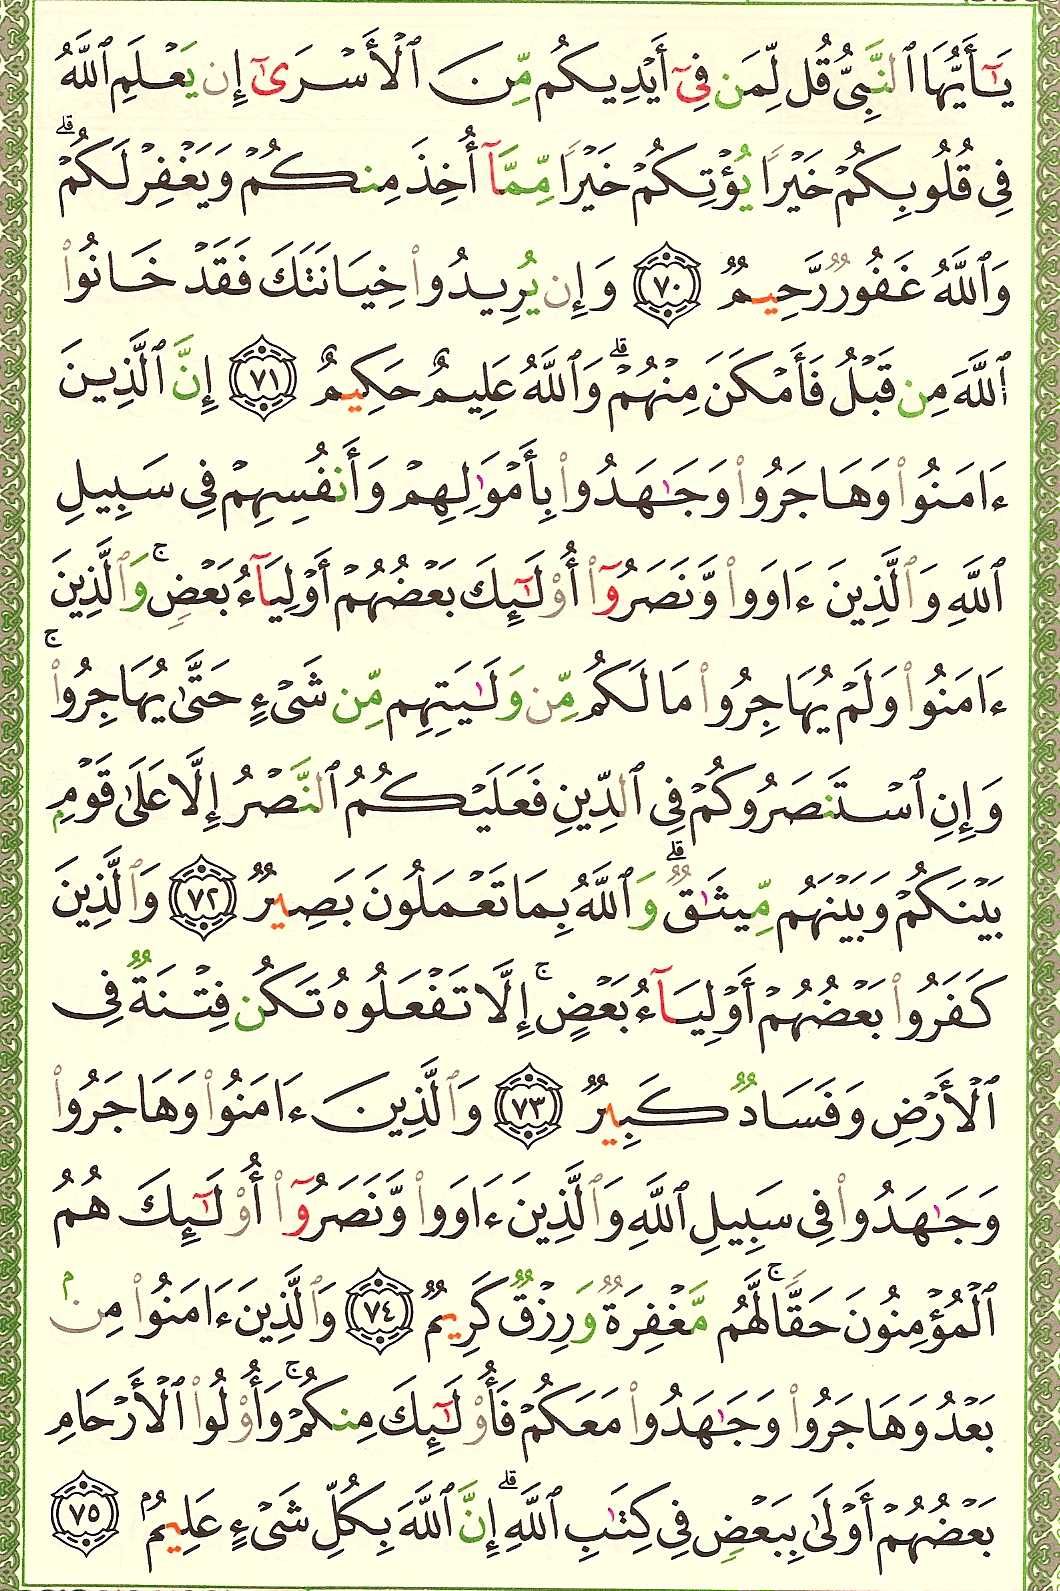 يَـٰٓأَيُّهَا ٱلنَّبِىُّ قُل لِّمَن فِىٓ أَيْدِيكُم مِّنَ ٱلْأَسْرَىٰٓ إِن يَعْلَمِ ٱللَّهُ
فِى قُلُوبِكُمْ خَيْرًا يُؤْتِكُمْ خَيْرًا مِّمَّآ أُخِذَ مِنكُمْ وَيَغْفِرْ لَكُمْ ۗ
وَٱللَّهُ غَفُورٌ رَّحِيمٌ ٧٠ وَإِن يُرِيدُوا۟ خِيَانَتَكَ فَقَدْ خَانُوا۟
ٱللَّهَ مِن قَبْلُ فَأَمْكَنَ مِنْهُمْ ۗ وَٱللَّهُ عَلِيمٌ حَكِيمٌ ٧١ إِنَّ ٱلَّذِينَ
ءَامَنُوا۟ وَهَاجَرُوا۟ وَجَـٰهَدُوا۟ بِأَمْوَٰلِهِمْ وَأَنفُسِهِمْ فِى سَبِيلِ
ٱللَّهِ وَٱلَّذِينَ ءَاوَوا۟ وَّنَصَرُوٓا۟ أُو۟لَـٰٓئِكَ بَعْضُهُمْ أَوْلِيَآءُ بَعْضٍ ۚ وَٱلَّذِينَ
ءَامَنُوا۟ وَلَمْ يُهَاجِرُوا۟ مَا لَكُم مِّن وَلَـٰيَتِهِم مِّن شَىْءٍ حَتَّىٰ يُهَاجِرُوا۟ ۚ
وَإِنِ ٱسْتَنصَرُوكُمْ فِى ٱلدِّينِ فَعَلَيْكُمُ ٱلنَّصْرُ إِلَّا عَلَىٰ قَوْمٍۭ
بَيْنَكُمْ وَبَيْنَهُم مِّيثَـٰقٌ ۗ وَٱللَّهُ بِمَا تَعْمَلُونَ بَصِيرٌ ٧٢ وَٱلَّذِينَ
كَفَرُوا۟ بَعْضُهُمْ أَوْلِيَآءُ بَعْضٍ ۚ إِلَّا تَفْعَلُوهُ تَكُن فِتْنَةٌ فِى
ٱلْأَرْضِ وَفَسَادٌ كَبِيرٌ ٧٣ وَٱلَّذِينَ ءَامَنُوا۟ وَهَاجَرُوا۟
وَجَـٰهَدُوا۟ فِى سَبِيلِ ٱللَّهِ وَٱلَّذِينَ ءَاوَوا۟ وَّنَصَرُوٓا۟ أُو۟لَـٰٓئِكَ هُمُ
ٱلْمُؤْمِنُونَ حَقًّا ۚ لَّهُم مَّغْفِرَةٌ وَرِزْقٌ كَرِيمٌ ٧٤ وَٱلَّذِينَ ءَامَنُوا۟ مِنۢ
بَعْدُ وَهَاجَرُوا۟ وَجَـٰهَدُوا۟ مَعَكُمْ فَأُو۟لَـٰٓئِكَ مِنكُمْ ۚ وَأُو۟لُوا۟ ٱلْأَرْحَامِ
بَعْضُهُمْ أَوْلَىٰ بِبَعْضٍ فِى كِتَـٰبِ ٱللَّهِ ۗ إِنَّ ٱللَّهَ بِكُلِّ شَىْءٍ عَلِيمٌۢ ٧٥